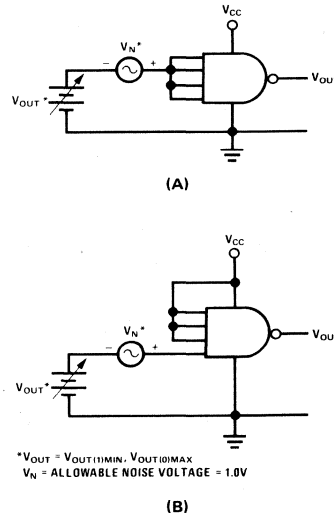 VCC
VN*
− +
VOUT*
VOU
(A)
VCC
VN*
− +
VOUT*
VOU
*VOUT = VOUT(1)MIN, VOUT(0)MAX
VN = ALLOWABLE NOISE VOLTAGE = 1.0V
(B)